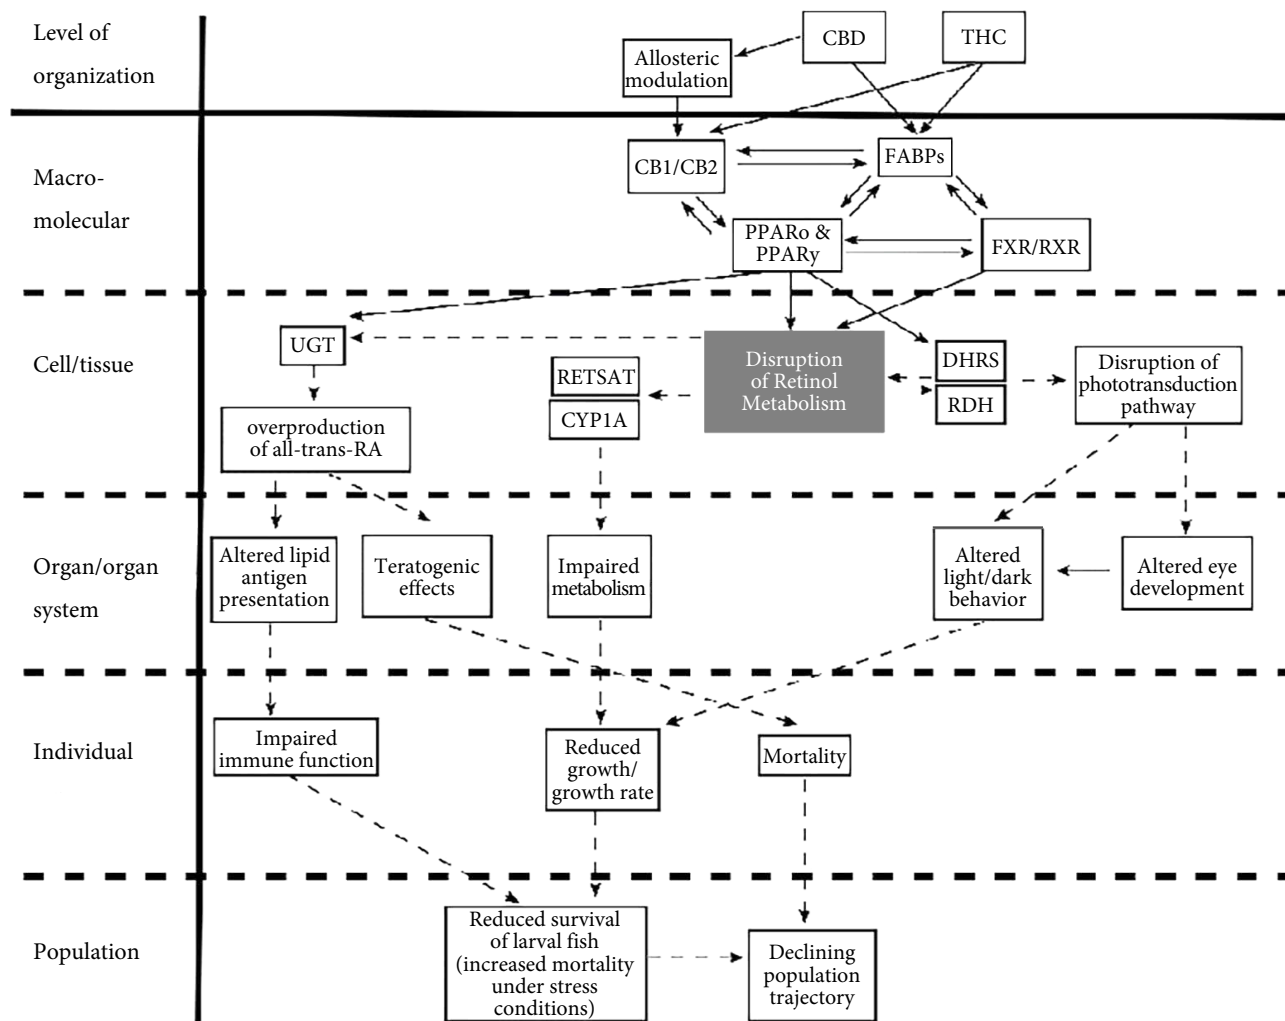 Level of
organization
CBD
THC
Allosteric
modulation
Macro-
molecular
CB1/CB2
FABPs
PPARo &
PPARy
FXR/RXR
Cell/tissue
UGT
RETSAT
CYP1A
Disruption
of Retinol
Metabolism
DHRS
RDH
Disruption of
phototransduction
pathway
overproduction
of all-trans-RA
Organ/organ
system
Altered lipid
antigen
presentation
Teratogenic
effects
Impaired
metabolism
Altered
light/dark
behavior
Altered eye
development
Individual
Impaired
immune function
Reduced
growth/
growth rate
Mortality
Population
Reduced survival
of larval fish
(increased mortality
under stress
conditions)
Declining
population
trajectory